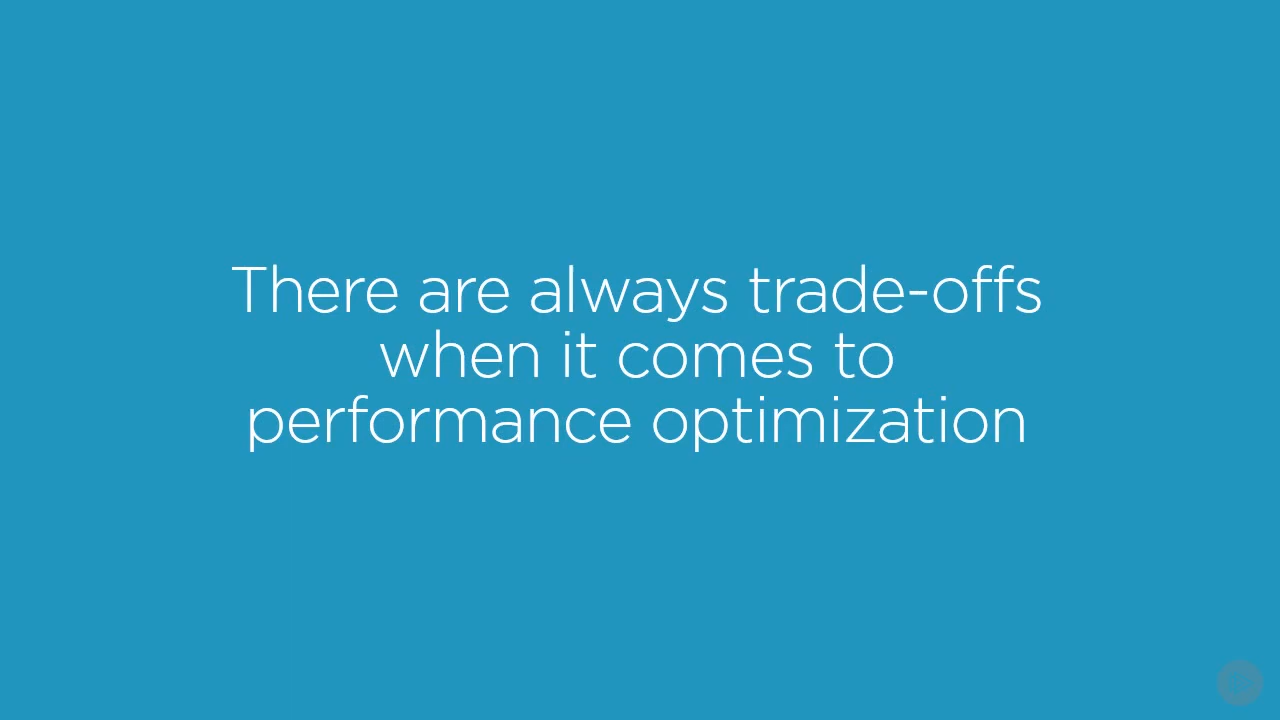 There are always trade-offs
when it comes to
performance optimization